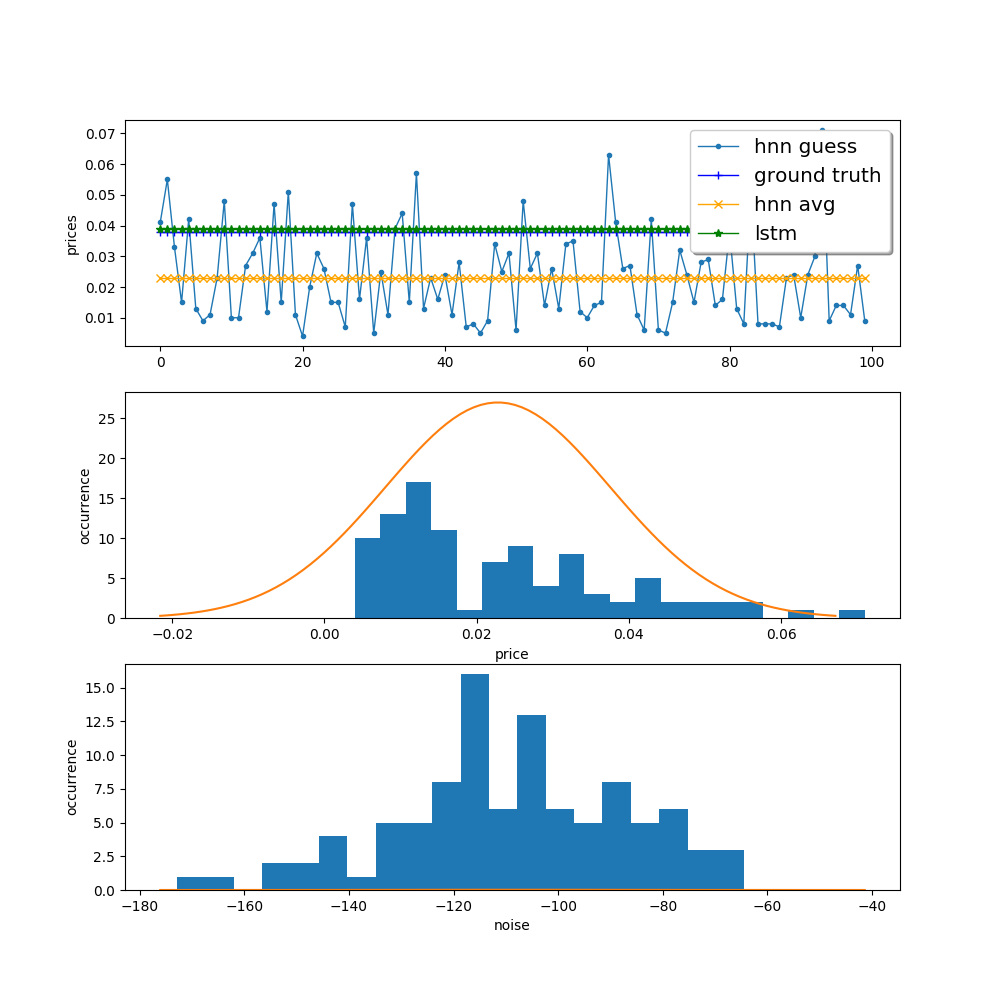 0.07
0.06
0.05
0.04
0.03
0.02
0.01
prices
hnn guess
ground truth
hnn avg
lstm
0 20 40 60 80 100
25
20
15
10
5
0
occurrence
−0.02 0.00 0.02 0.04 0.06
price
15.0
12.5
10.0
7.5
5.0
2.5
0.0
occurrence
−180 −160 −140 −120 −100 −80 −60 −40
noise